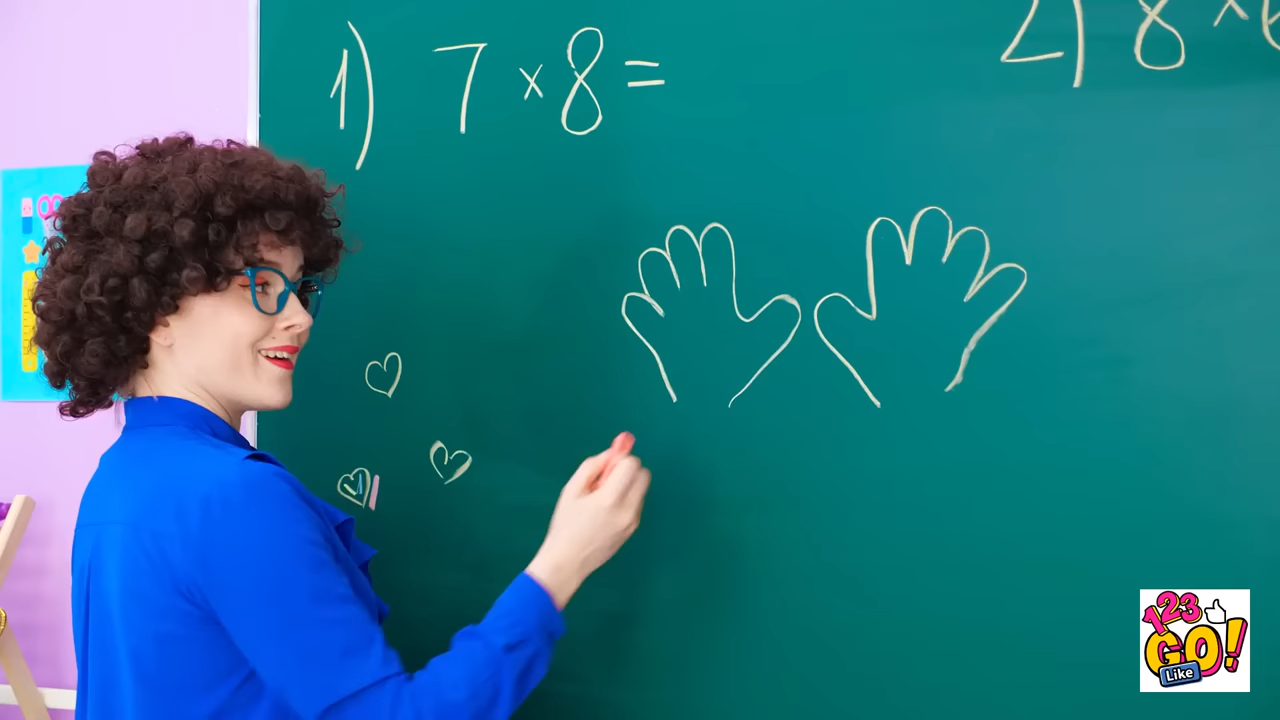 1) 7 × 8 =
2) 8 ×
123
GO!
Like